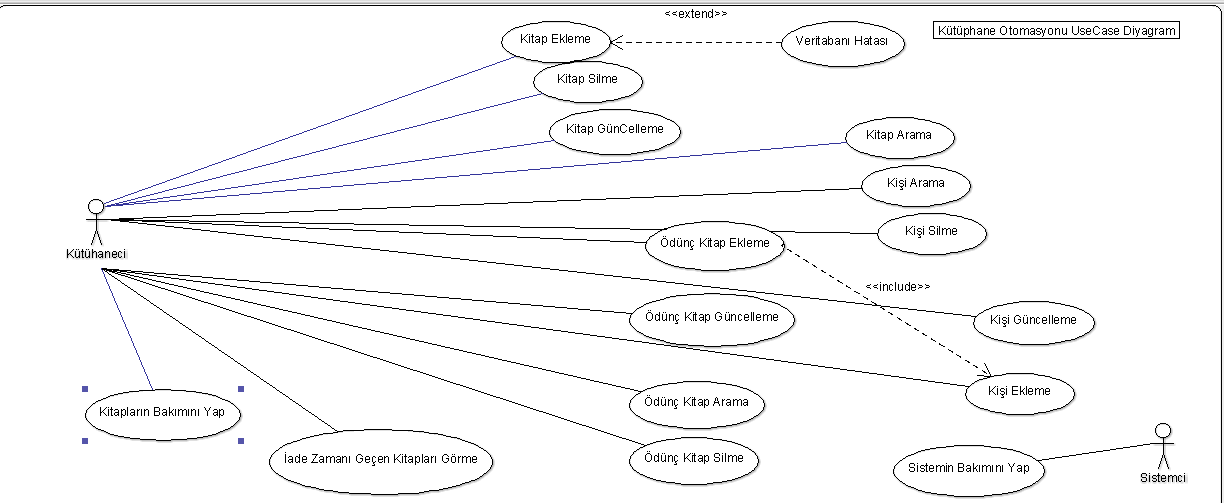 <<extend>>
Kitap Ekleme
Veritabanı Hatası
Kütüphane Otomasyonu UseCase Diyagram
Kitap Silme
Kitap GünCelleme
Kitap Arama
Kişi Arama
Kişi Silme
Ödünç Kitap Ekleme
Kütühaneci
<<include>>
Ödünç Kitap Güncelleme
Kişi Güncelleme
Kişi Ekleme
Ödünç Kitap Arama
Kitapların Bakımını Yap
İade Zamanı Geçen Kitapları Görme
Ödünç Kitap Silme
Sistemin Bakımını Yap
Sistemci